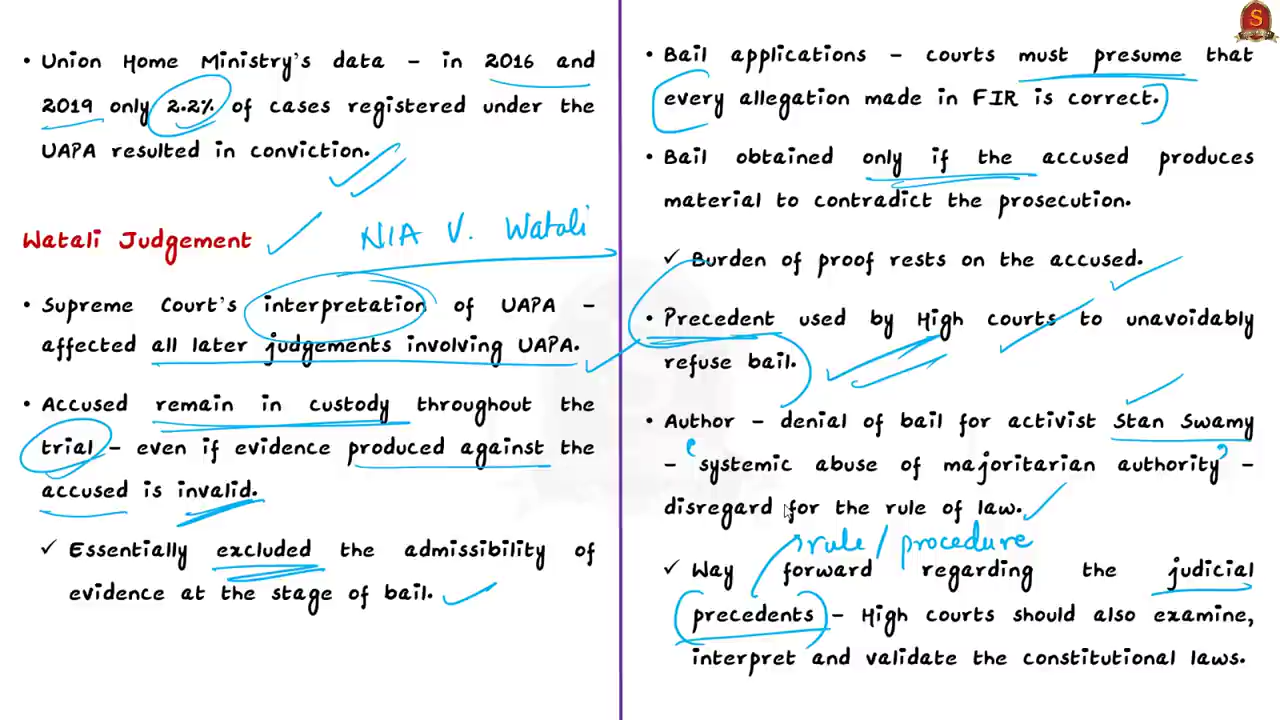 • Union Home Ministry's data – in 2016 and
2019 only 2.2% of cases registered under the
UAPA resulted in conviction.
Watali Judgement
NIA V. Watali
• Supreme Court's interpretation of UAPA –
affected all later judgements involving UAPA.
• Accused remain in custody throughout the
trial – even if evidence produced against the
accused is invalid.
✓ Essentially excluded the admissibility of
evidence at the stage of bail.
• Bail applications – courts must presume that
every allegation made in FIR is correct.
• Bail obtained only if the accused produces
material to contradict the prosecution.
✓ Burden of proof rests on the accused.
• Precedent used by High courts to unavoidably
refuse bail.
• Author – denial of bail for activist Stan Swamy
– systemic abuse of majoritarian authority –
disregard for the rule of law.
rule / procedure
✓ Way forward regarding the judicial
precedents – High courts should also examine,
interpret and validate the constitutional laws.
S